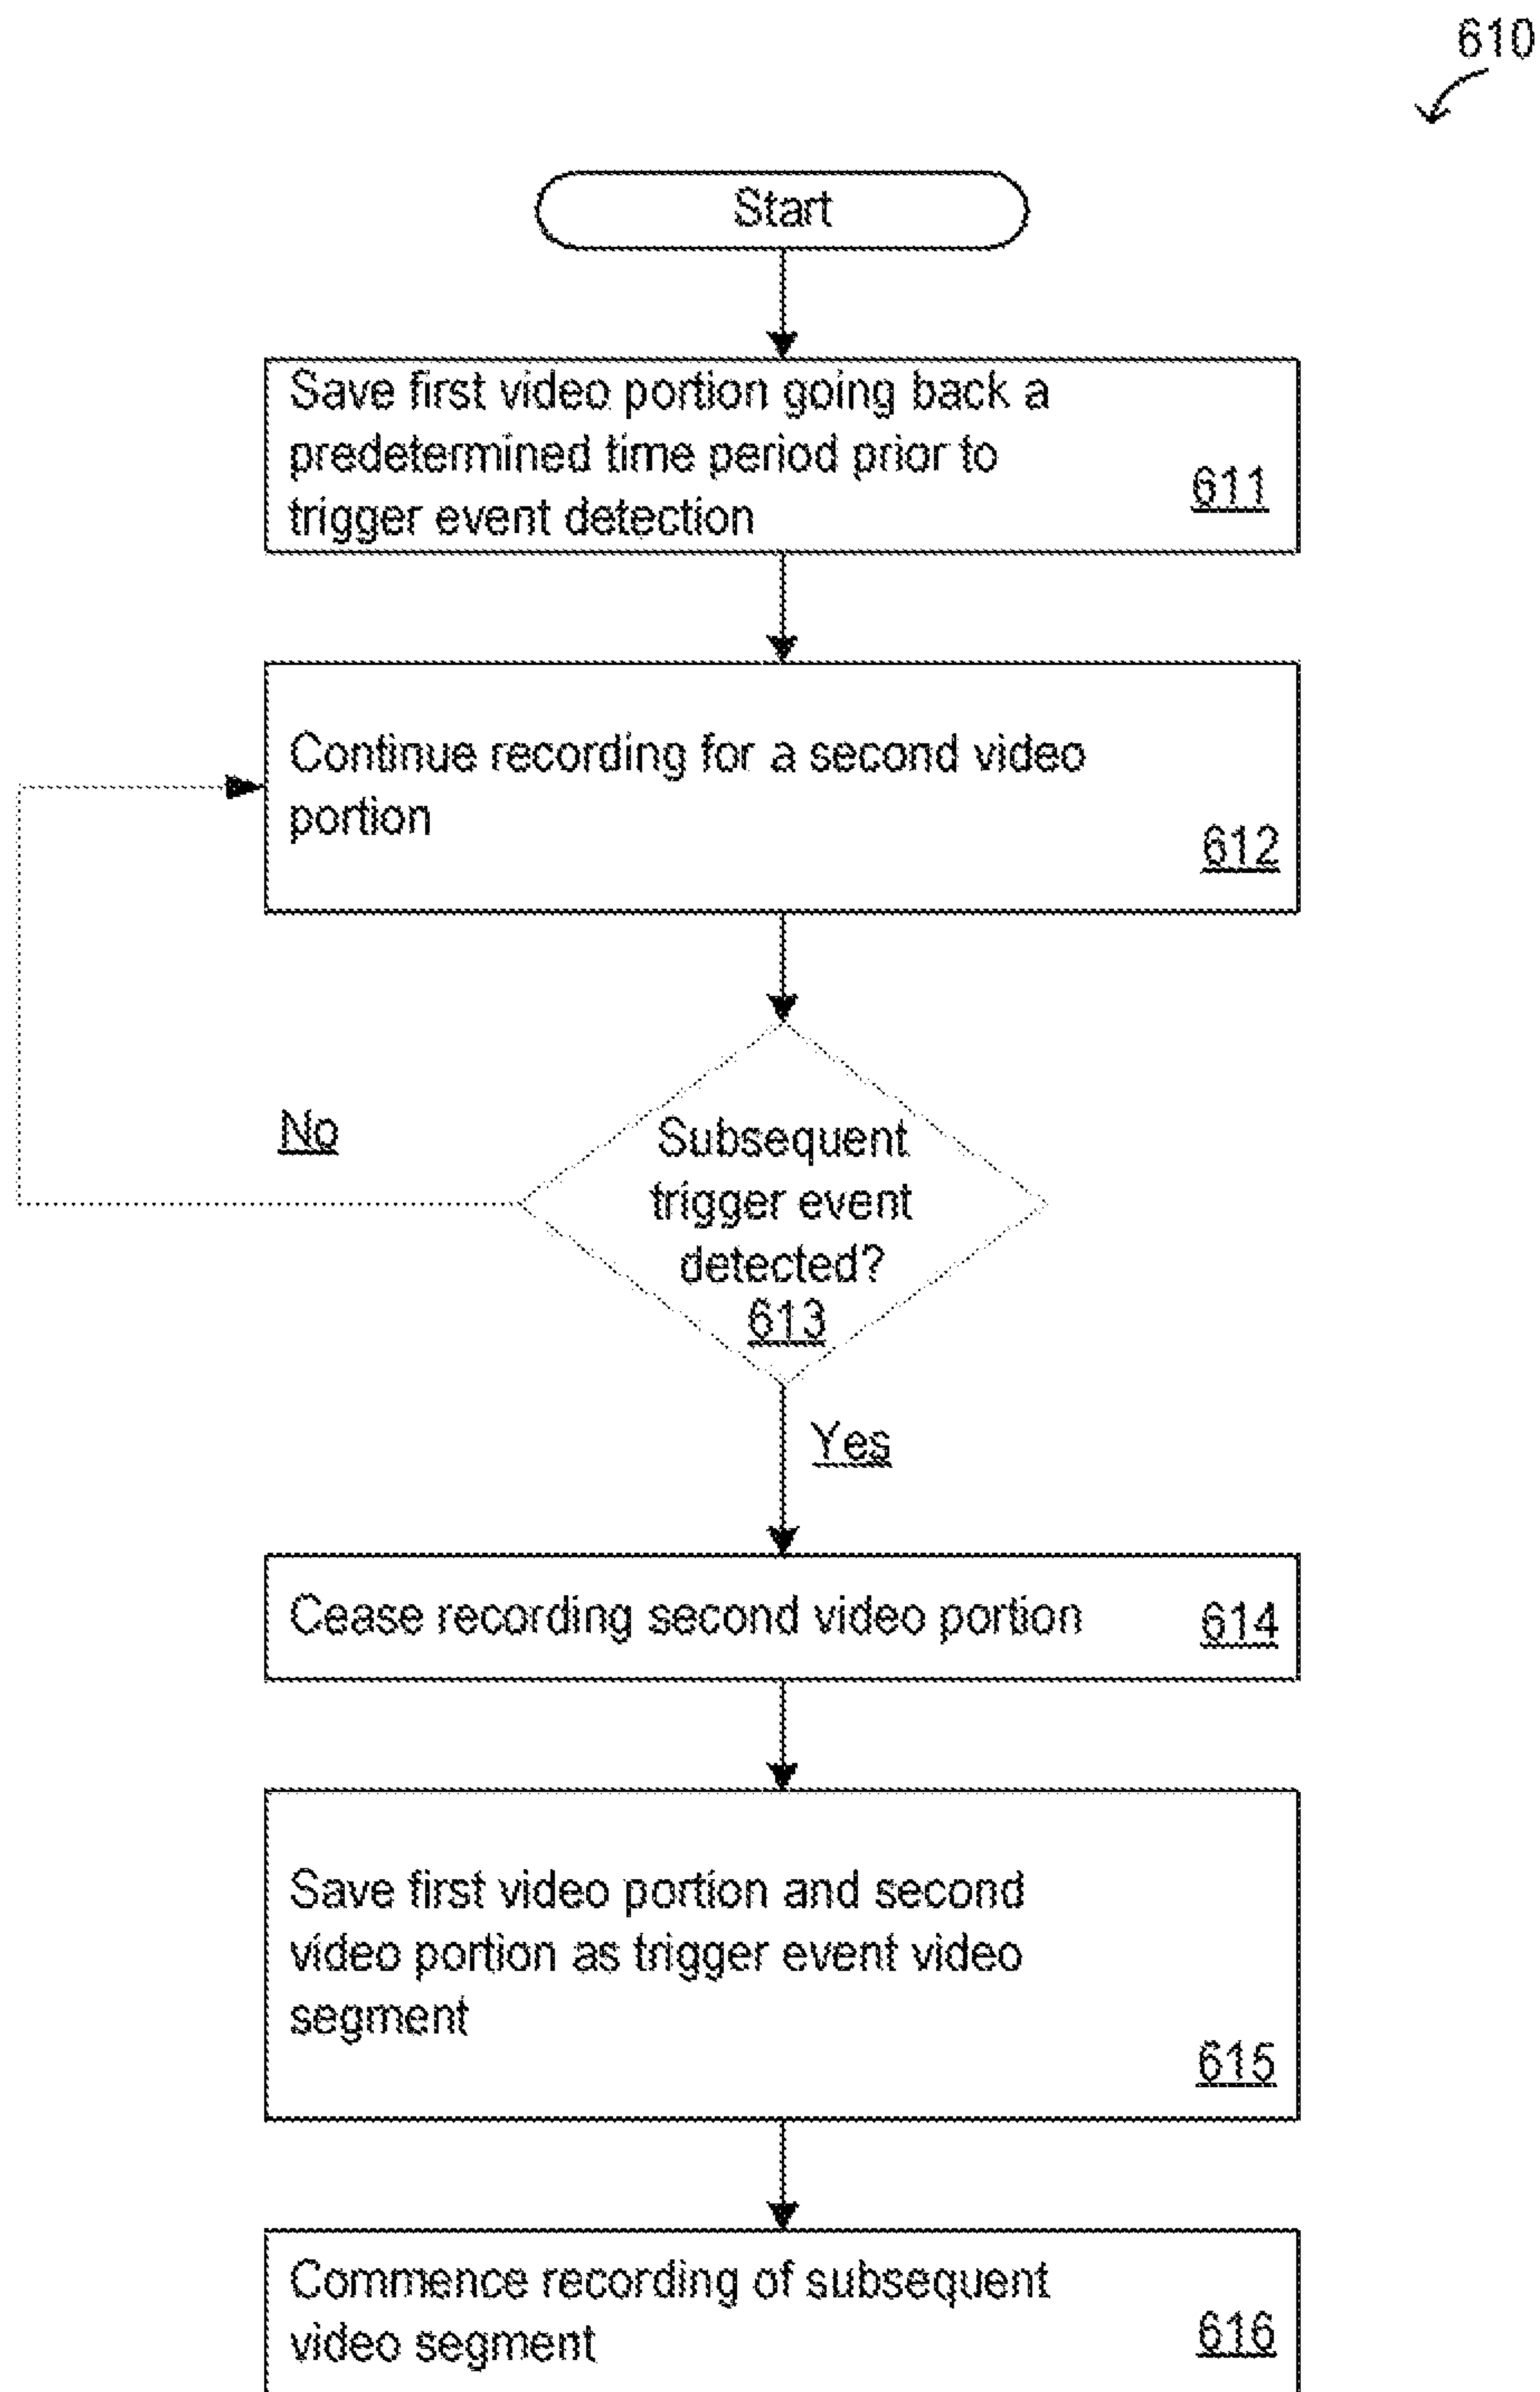 610
Start
Save first video portion going back a
predetermined time period prior to
trigger event detection
611
Continue recording for a second video
portion
612
No
Subsequent
trigger event
detected?
613
Yes
Cease recording second video portion
614
Save first video portion and second
video portion as trigger event video
segment
615
Commence recording of subsequent
video segment
616